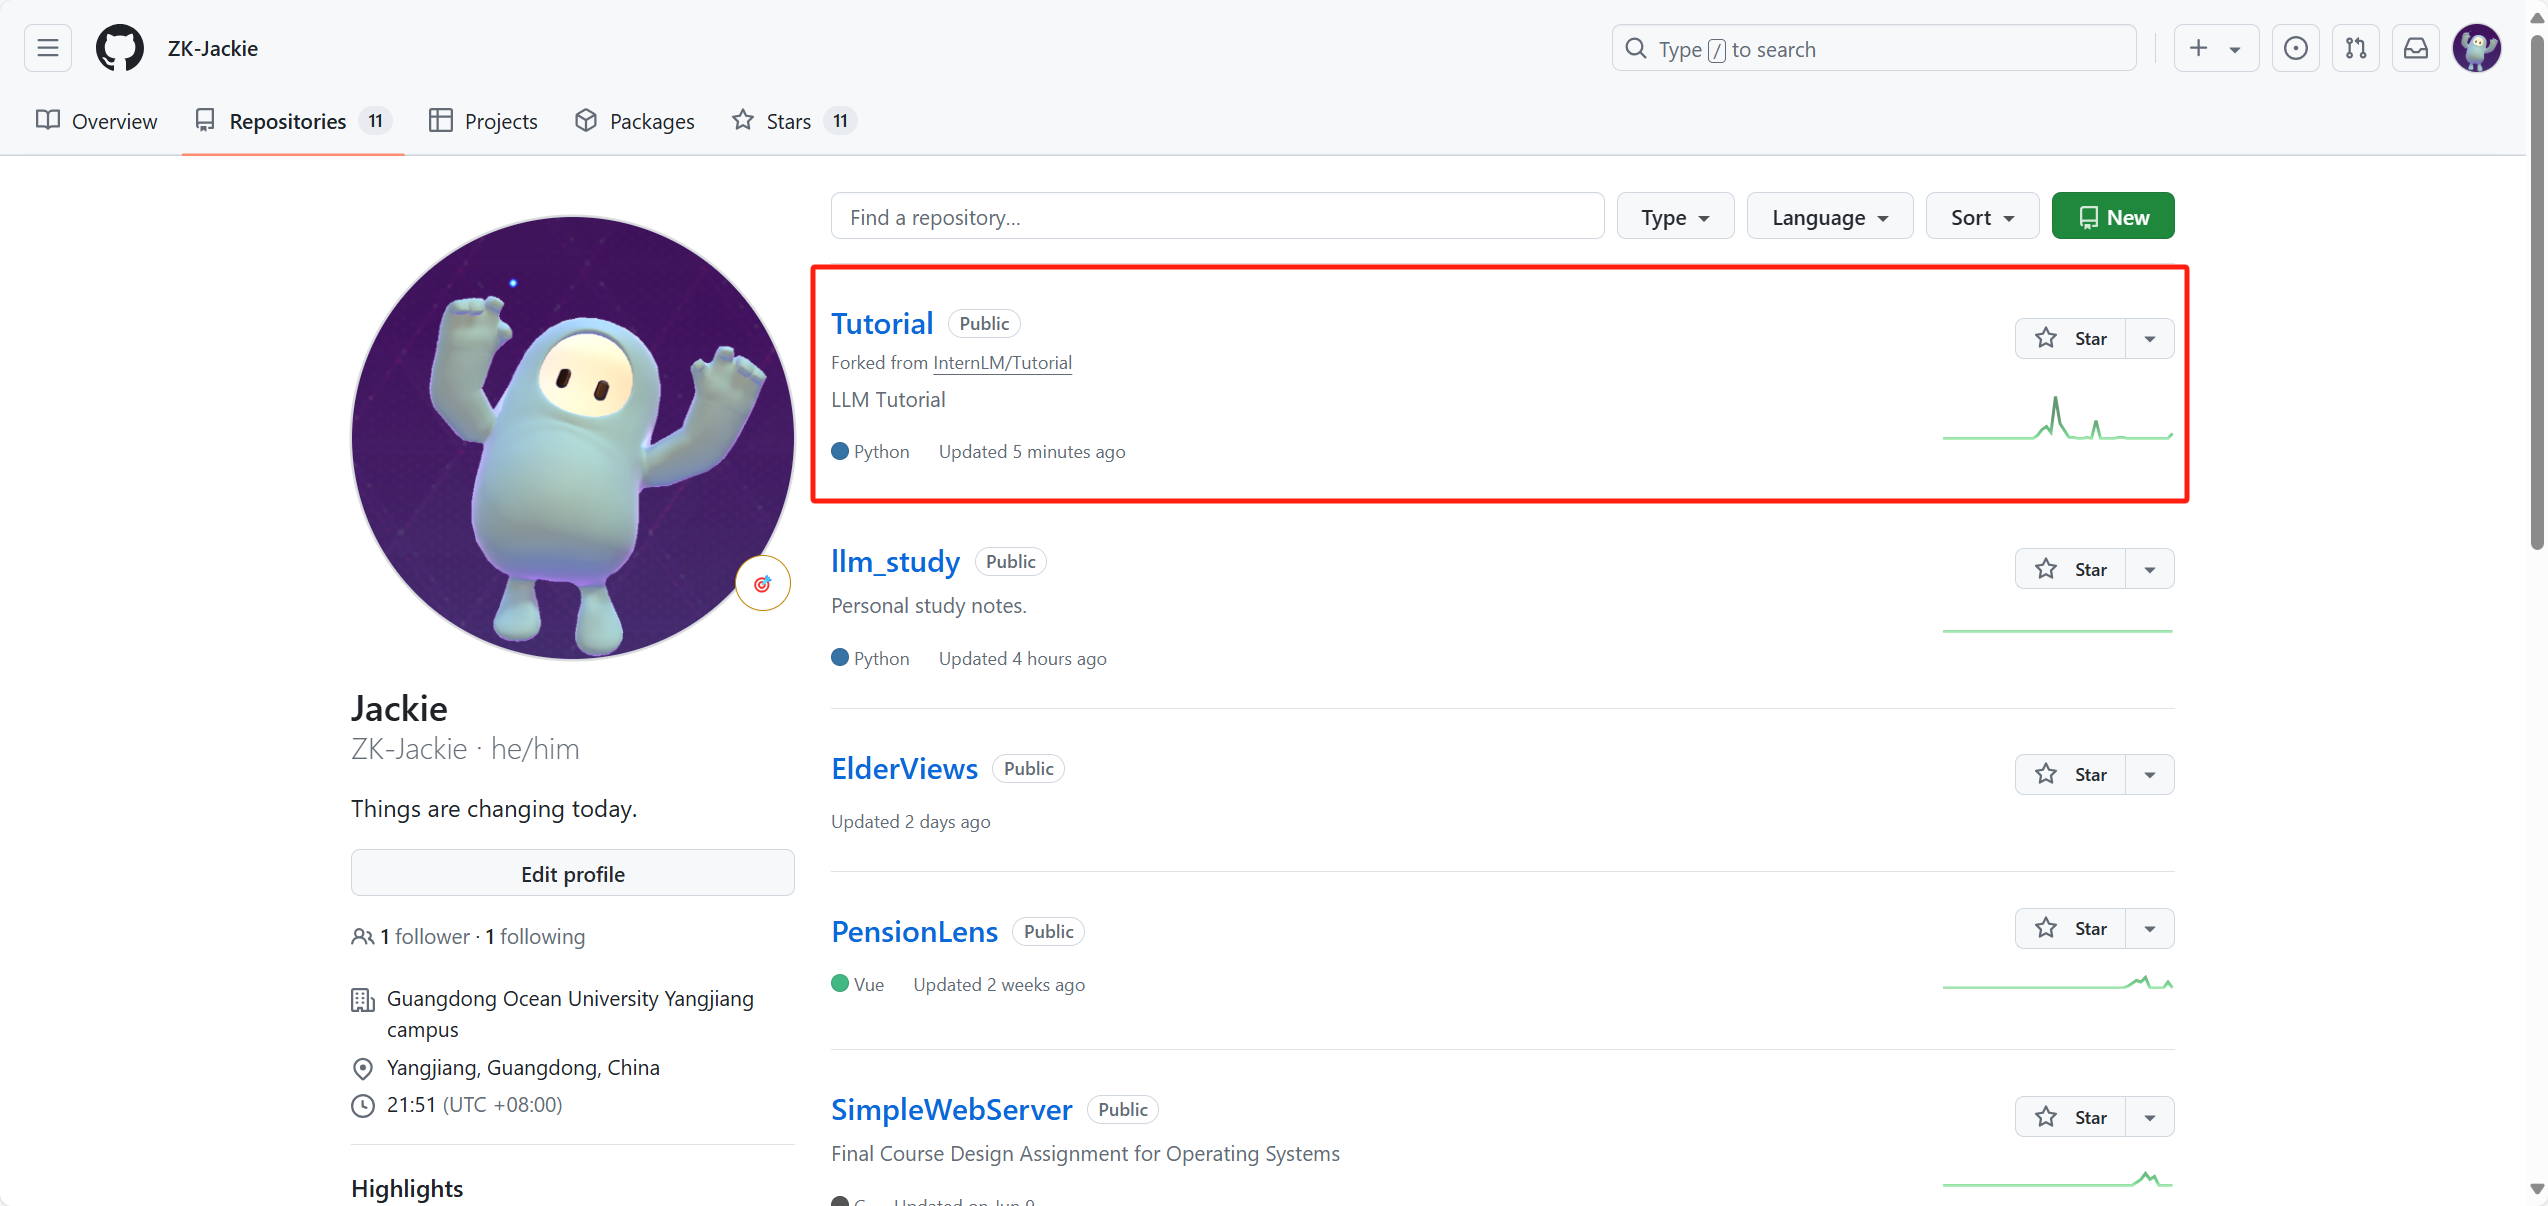 ZK-Jackie
Type / to search
Overview
Repositories 11
Projects
Packages
Stars 11
Find a repository...
Type
Language
Sort
New
Tutorial Public
Forked from InternLM/Tutorial
LLM Tutorial
Python Updated 5 minutes ago
Star
llm_study Public
Personal study notes.
Python Updated 4 hours ago
Star
ElderViews Public
Updated 2 days ago
Star
PensionLens Public
Vue Updated 2 weeks ago
Star
SimpleWebServer Public
Final Course Design Assignment for Operating Systems
Updated on Jun 9
Star
Jackie
ZK-Jackie · he/him
Things are changing today.
Edit profile
1 follower · 1 following
Guangdong Ocean University Yangjiang
campus
Yangjiang, Guangdong, China
21:51 (UTC +08:00)
Highlights